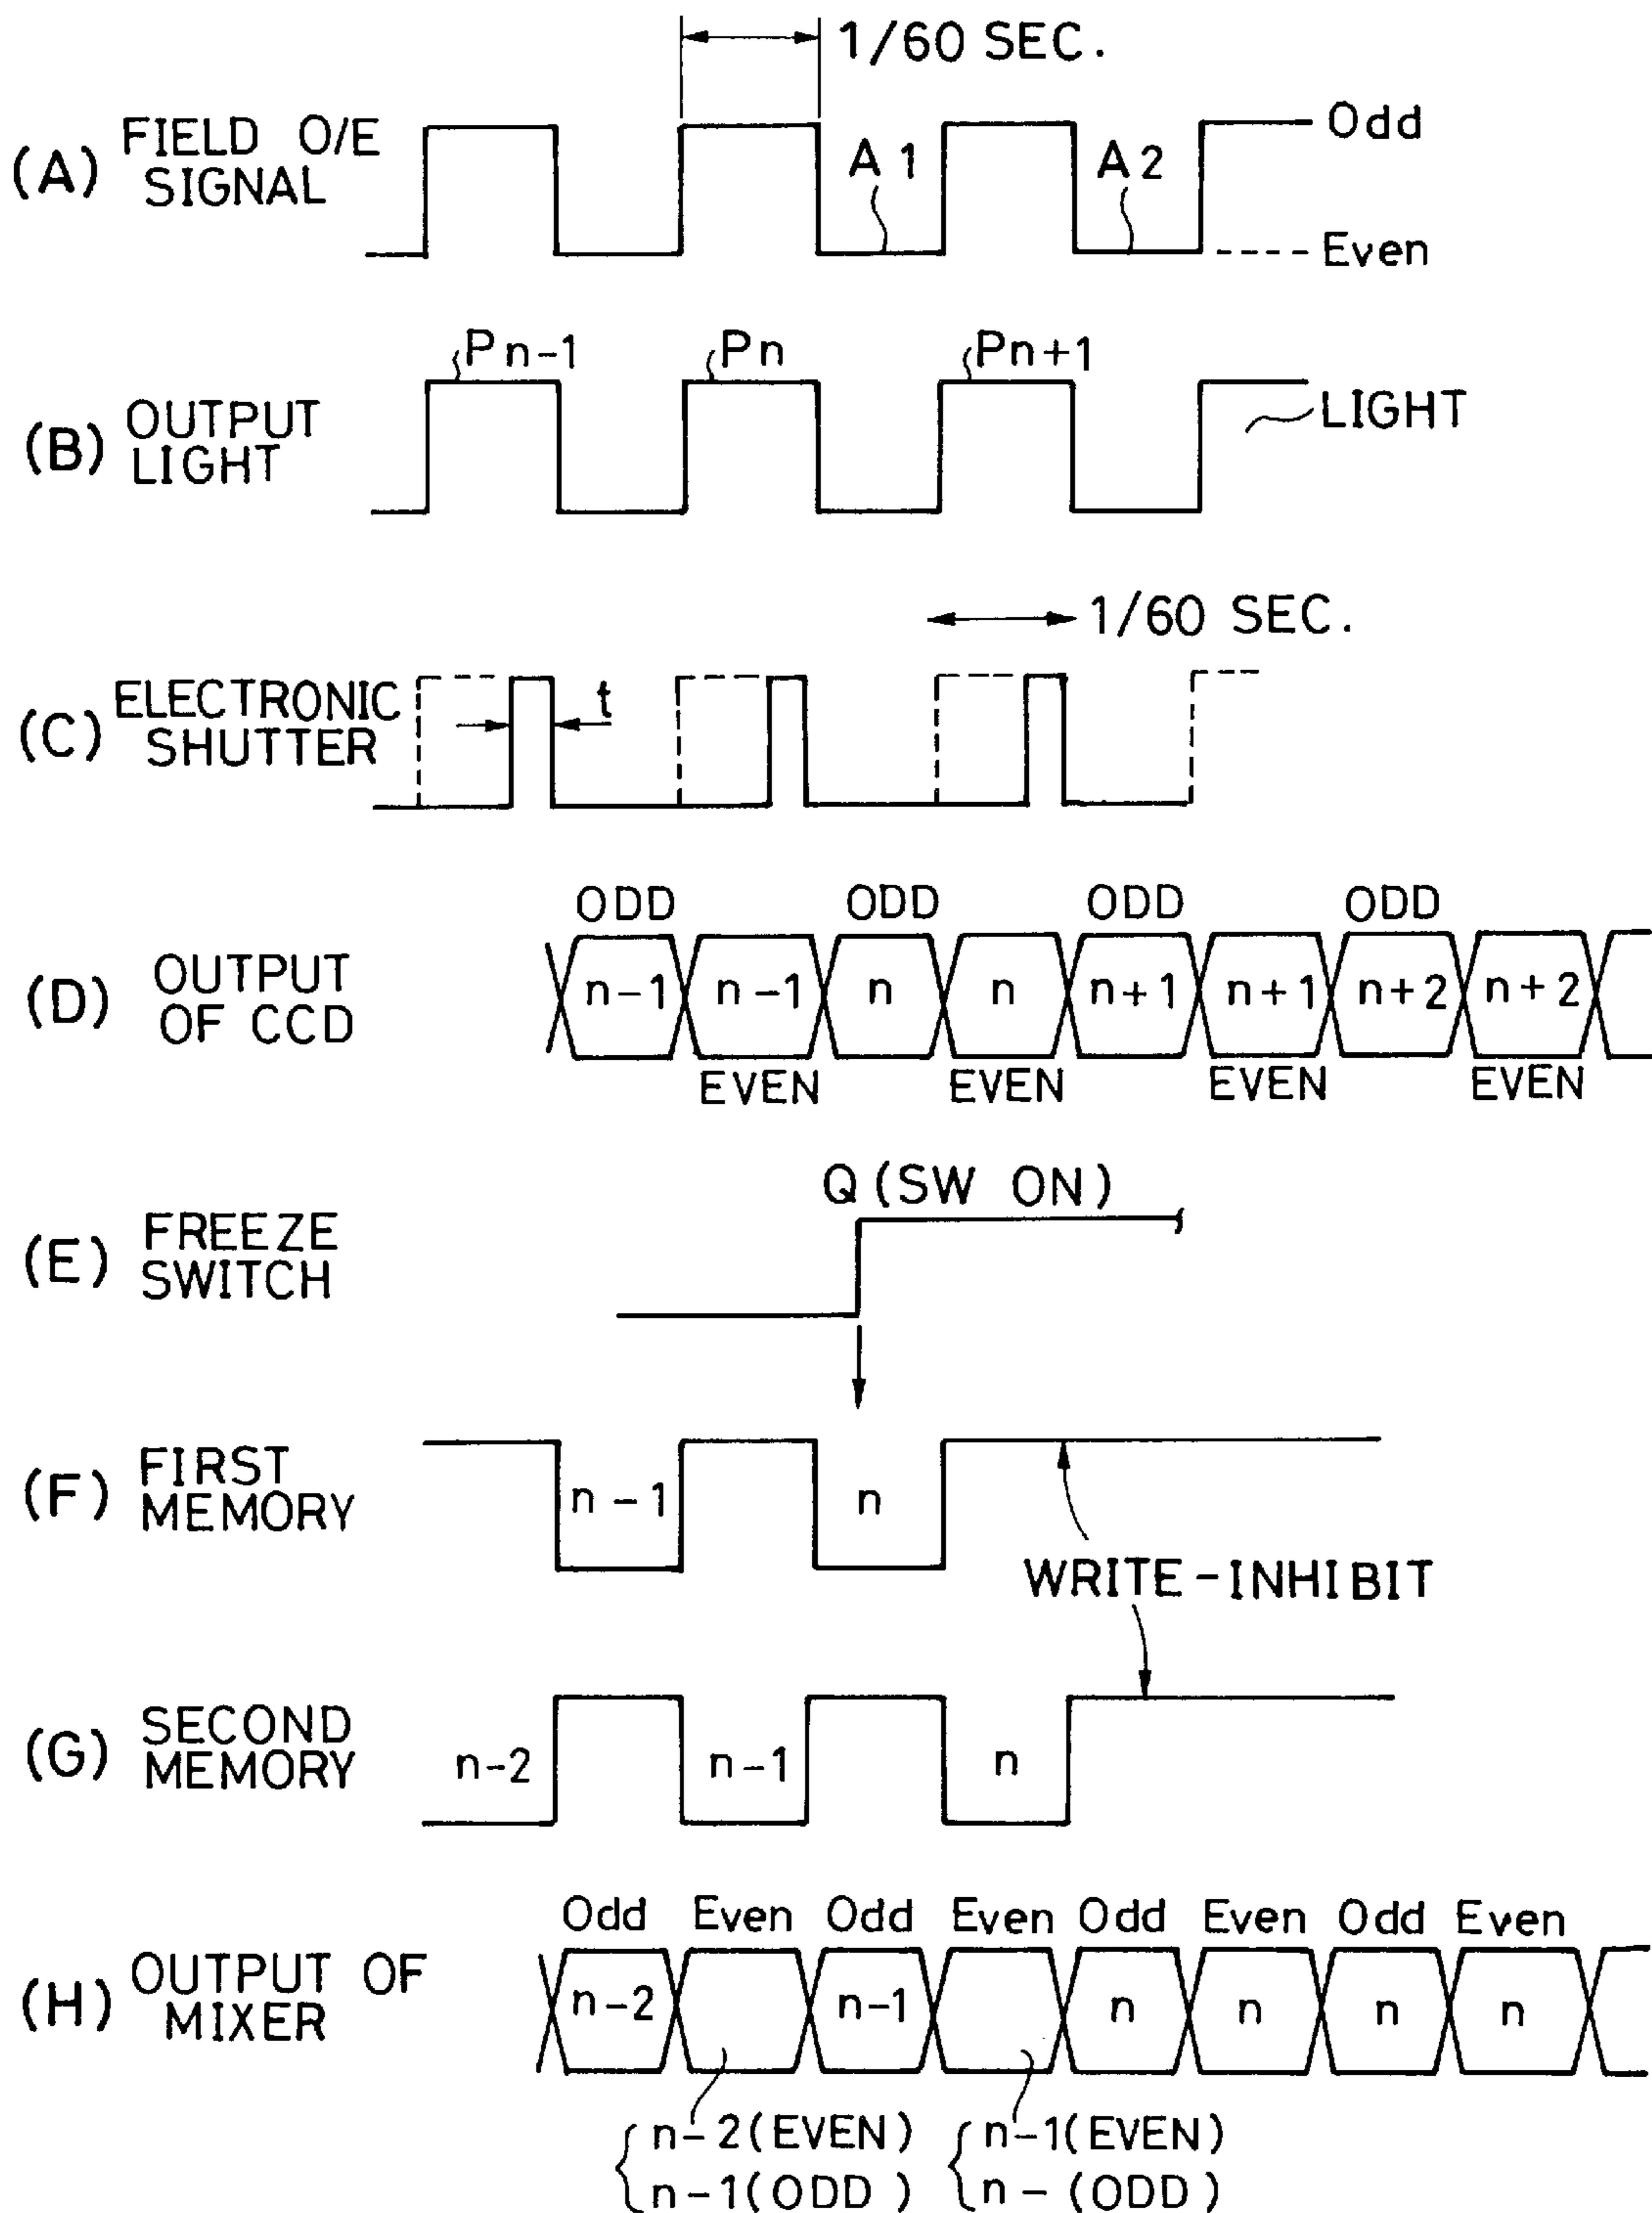 1/60 SEC.
(A) FIELD O/E
SIGNAL
Odd
A1
A2
Even
Pn-1
Pn
Pn+1
(B) OUTPUT
LIGHT
LIGHT
1/60 SEC.
(C) ELECTRONIC
SHUTTER
t
ODD ODD ODD ODD
(D) OUTPUT
OF CCD
n-1 n-1 n n n+1 n+1 n+2 n+2
EVEN EVEN EVEN EVEN
Q (SW ON)
(E) FREEZE
SWITCH
(F) FIRST
MEMORY
n-1 n
WRITE-INHIBIT
(G) SECOND
MEMORY
n-2 n-1 n
Odd Even Odd Even Odd Even Odd Even
(H) OUTPUT OF
MIXER
n-2 n-1 n n n n
{n-2(EVEN) {n-1(EVEN)
n-1(ODD) n-(ODD)